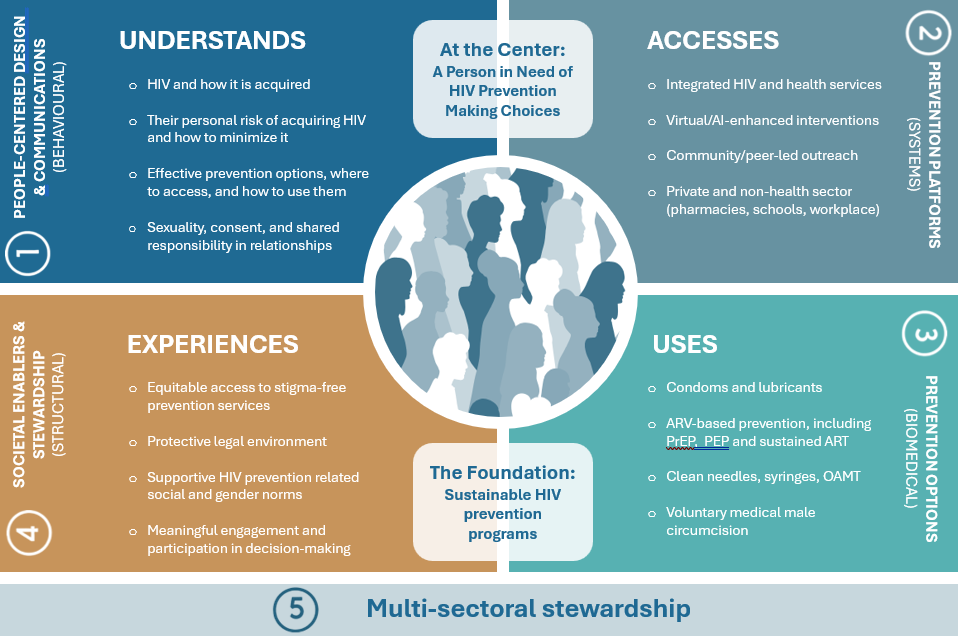 PEOPLE-CENTERED DESIGN
& COMMUNICATIONS
(BEHAVIOURAL)
1
UNDERSTANDS
HIV and how it is acquired
Their personal risk of acquiring HIV
and how to minimize it
Effective prevention options, where
to access, and how to use them
Sexuality, consent, and shared
responsibility in relationships
At the Center:
A Person in Need of
HIV Prevention
Making Choices
ACCESSES
Integrated HIV and health services
Virtual/AI-enhanced interventions
Community/peer-led outreach
Private and non-health sector
(pharmacies, schools, workplace)
2
PREVENTION PLATFORMS
(SYSTEMS)
SOCIETAL ENABLERS &
STEWARDSHIP
(STRUCTURAL)
4
EXPERIENCES
Equitable access to stigma-free
prevention services
Protective legal environment
Supportive HIV prevention related
social and gender norms
Meaningful engagement and
participation in decision-making
The Foundation:
Sustainable HIV
prevention
programs
USES
Condoms and lubricants
ARV-based prevention, including
PrEP, PEP and sustained ART
Clean needles, syringes, OAMT
Voluntary medical male
circumcision
3
PREVENTION OPTIONS
(BIOMEDICAL)
5 Multi-sectoral stewardship